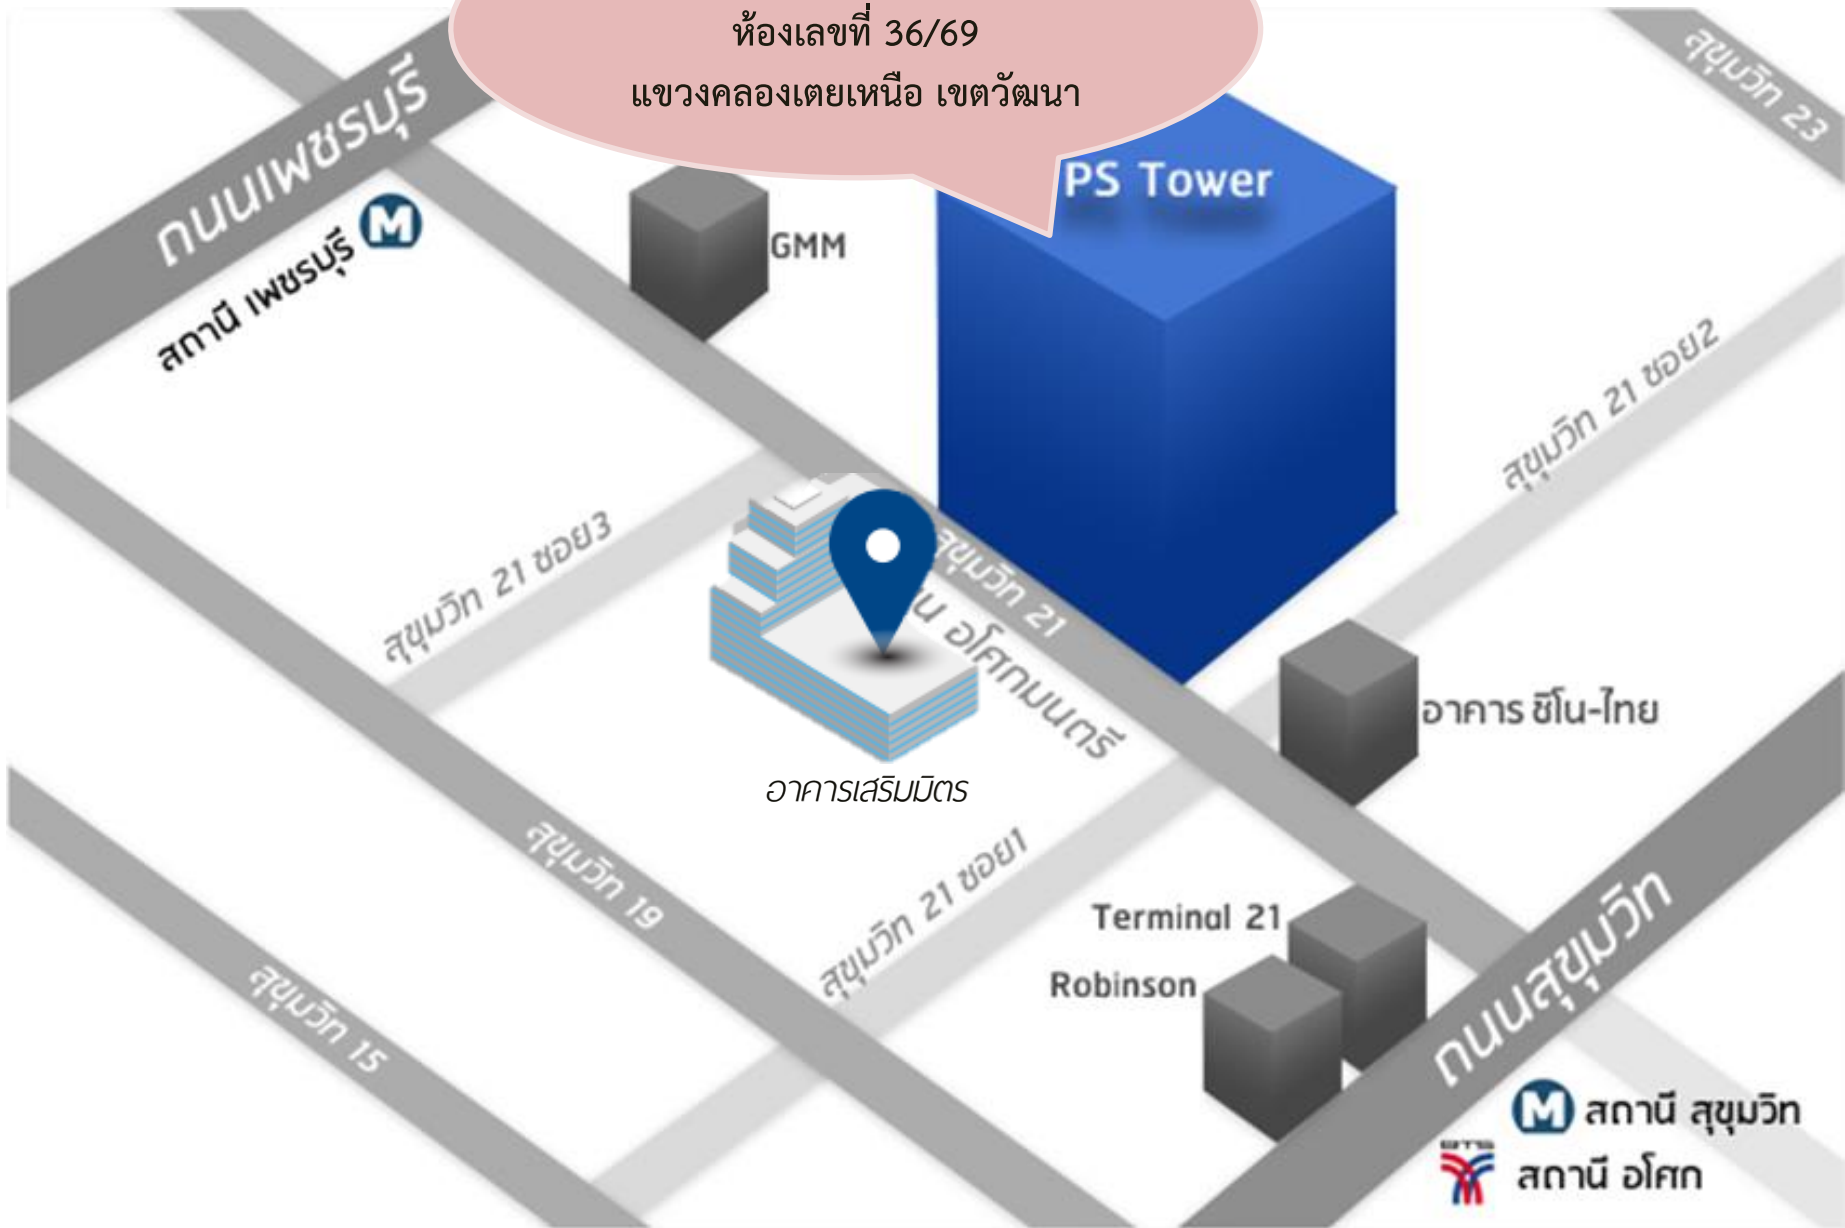 ห้องเลขที่ 36/69
แขวงคลองเตยเหนือ เขตวัฒนา
สุขุมวิท 23
ถนนเพชรบุรี
PS Tower
M
GMM
สถานี เพชรบุรี
สุขุมวิท 21 ซอย2
สุขุมวิท 21 ซอย3
สุขุมวิท 21
น อโศกมนตรี
อาคาร ซิโน-ไทย
อาคารเสริมมิตร
สุขุมวิท 19
สุขุมวิท 21 ซอย1
Terminal 21
Robinson
ถนนสุขุมวิท
สุขุมวิท 15
M สถานี สุขุมวิท
BTS
สถานี อโศก